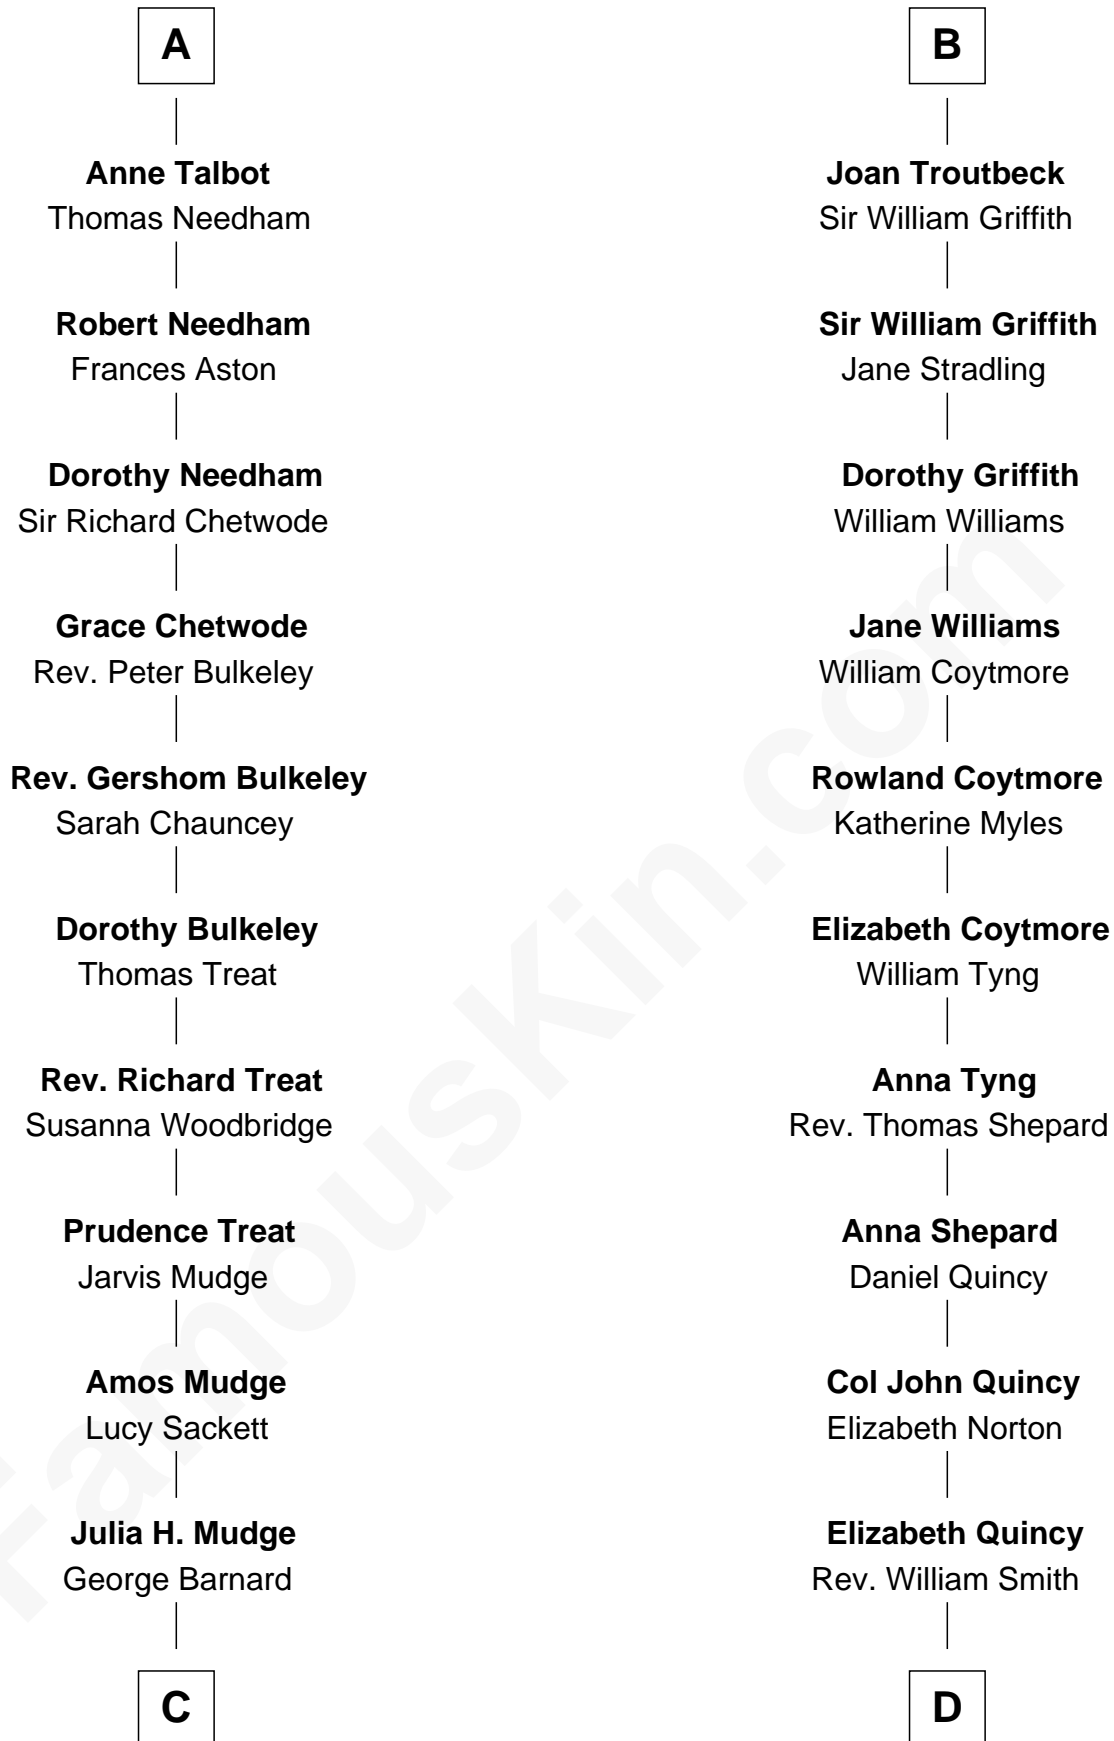 A
Anne Talbot
Thomas Needham
Robert Needham
Frances Aston
Dorothy Needham
Sir Richard Chetwode
Grace Chetwode
Rev. Peter Bulkeley
Rev. Gershom Bulkeley
Sarah Chauncey
Dorothy Bulkeley
Thomas Treat
Rev. Richard Treat
Susanna Woodbridge
Prudence Treat
Jarvis Mudge
Amos Mudge
Lucy Sackett
Julia H. Mudge
George Barnard
C
B
Joan Troutbeck
Sir William Griffith
Sir William Griffith
Jane Stradling
Dorothy Griffith
William Williams
Jane Williams
William Coytmore
Rowland Coytmore
Katherine Myles
Elizabeth Coytmore
William Tyng
Anna Tyng
Rev. Thomas Shepard
Anna Shepard
Daniel Quincy
Col John Quincy
Elizabeth Norton
Elizabeth Quincy
Rev. William Smith
D
FamousKin.com